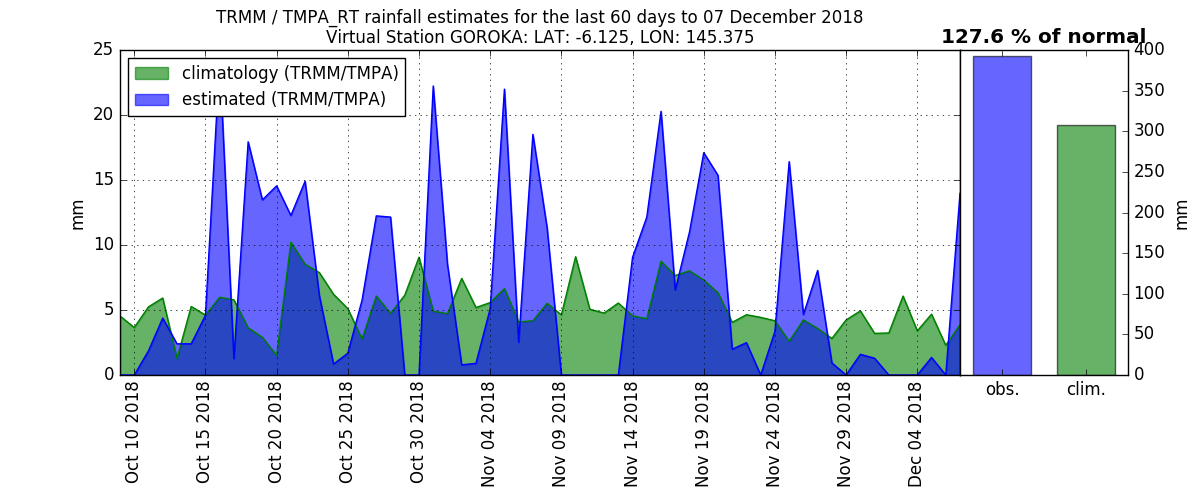 TRMM / TMPA_RT rainfall estimates for the last 60 days to 07 December 2018
Virtual Station GOROKA: LAT: -6.125, LON: 145.375
127.6 % of normal
climatology (TRMM/TMPA)
estimated (TRMM/TMPA)
mm
25
20
15
10
5
0
Oct 10 2018
Oct 15 2018
Oct 20 2018
Oct 25 2018
Oct 30 2018
Nov 04 2018
Nov 09 2018
Nov 14 2018
Nov 19 2018
Nov 24 2018
Nov 29 2018
Dec 04 2018
obs.
clim.
400
350
300
250
200
150
100
50
0
mm